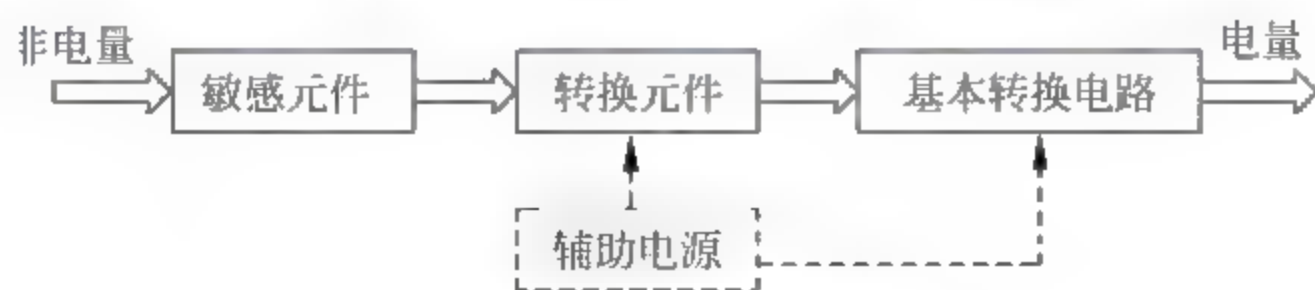 非电量
敏感元件
转换元件
基本转换电路
电量
辅助电源